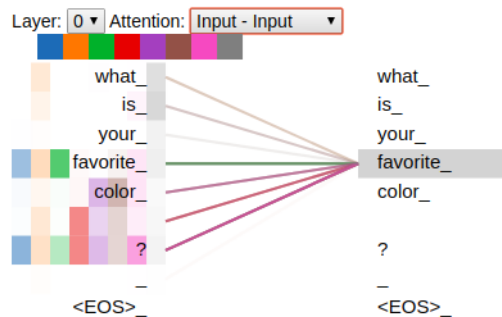 Layer: 0 Attention: Input - Input
what_ what_
is_ is_
your_ your_
favorite_ favorite_
color_ color_
? ?
_ _
<EOS>_ <EOS>_